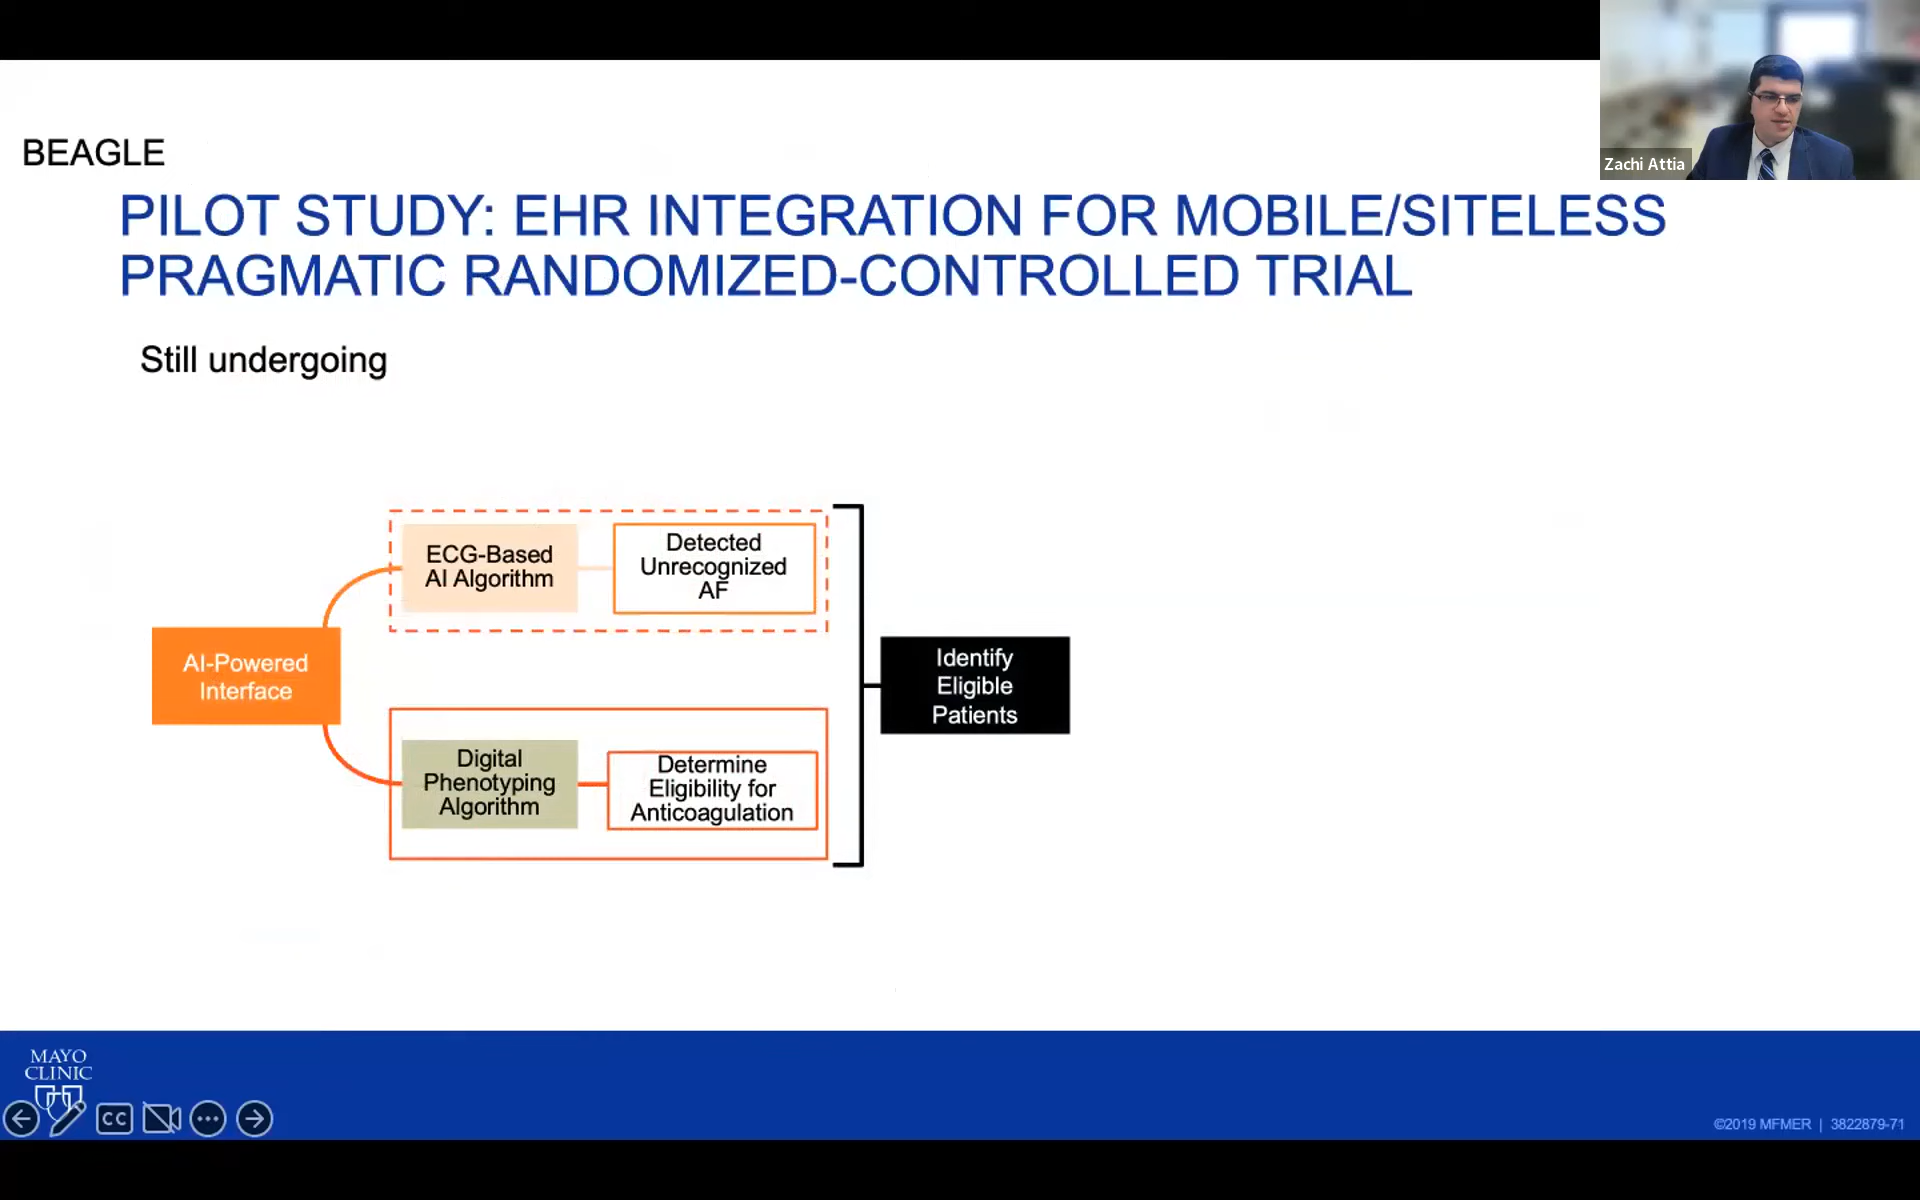 Zachi Attia
BEAGLE
PILOT STUDY: EHR INTEGRATION FOR MOBILE/SITELESS
PRAGMATIC RANDOMIZED-CONTROLLED TRIAL
Still undergoing
ECG-Based
AI Algorithm
Detected
Unrecognized
AF
AI-Powered
Interface
Identify
Eligible
Patients
Digital
Phenotyping
Algorithm
Determine
Eligibility for
Anticoagulation
MAYO
CLINIC
CC
©2019 MFMER | 3822879-71